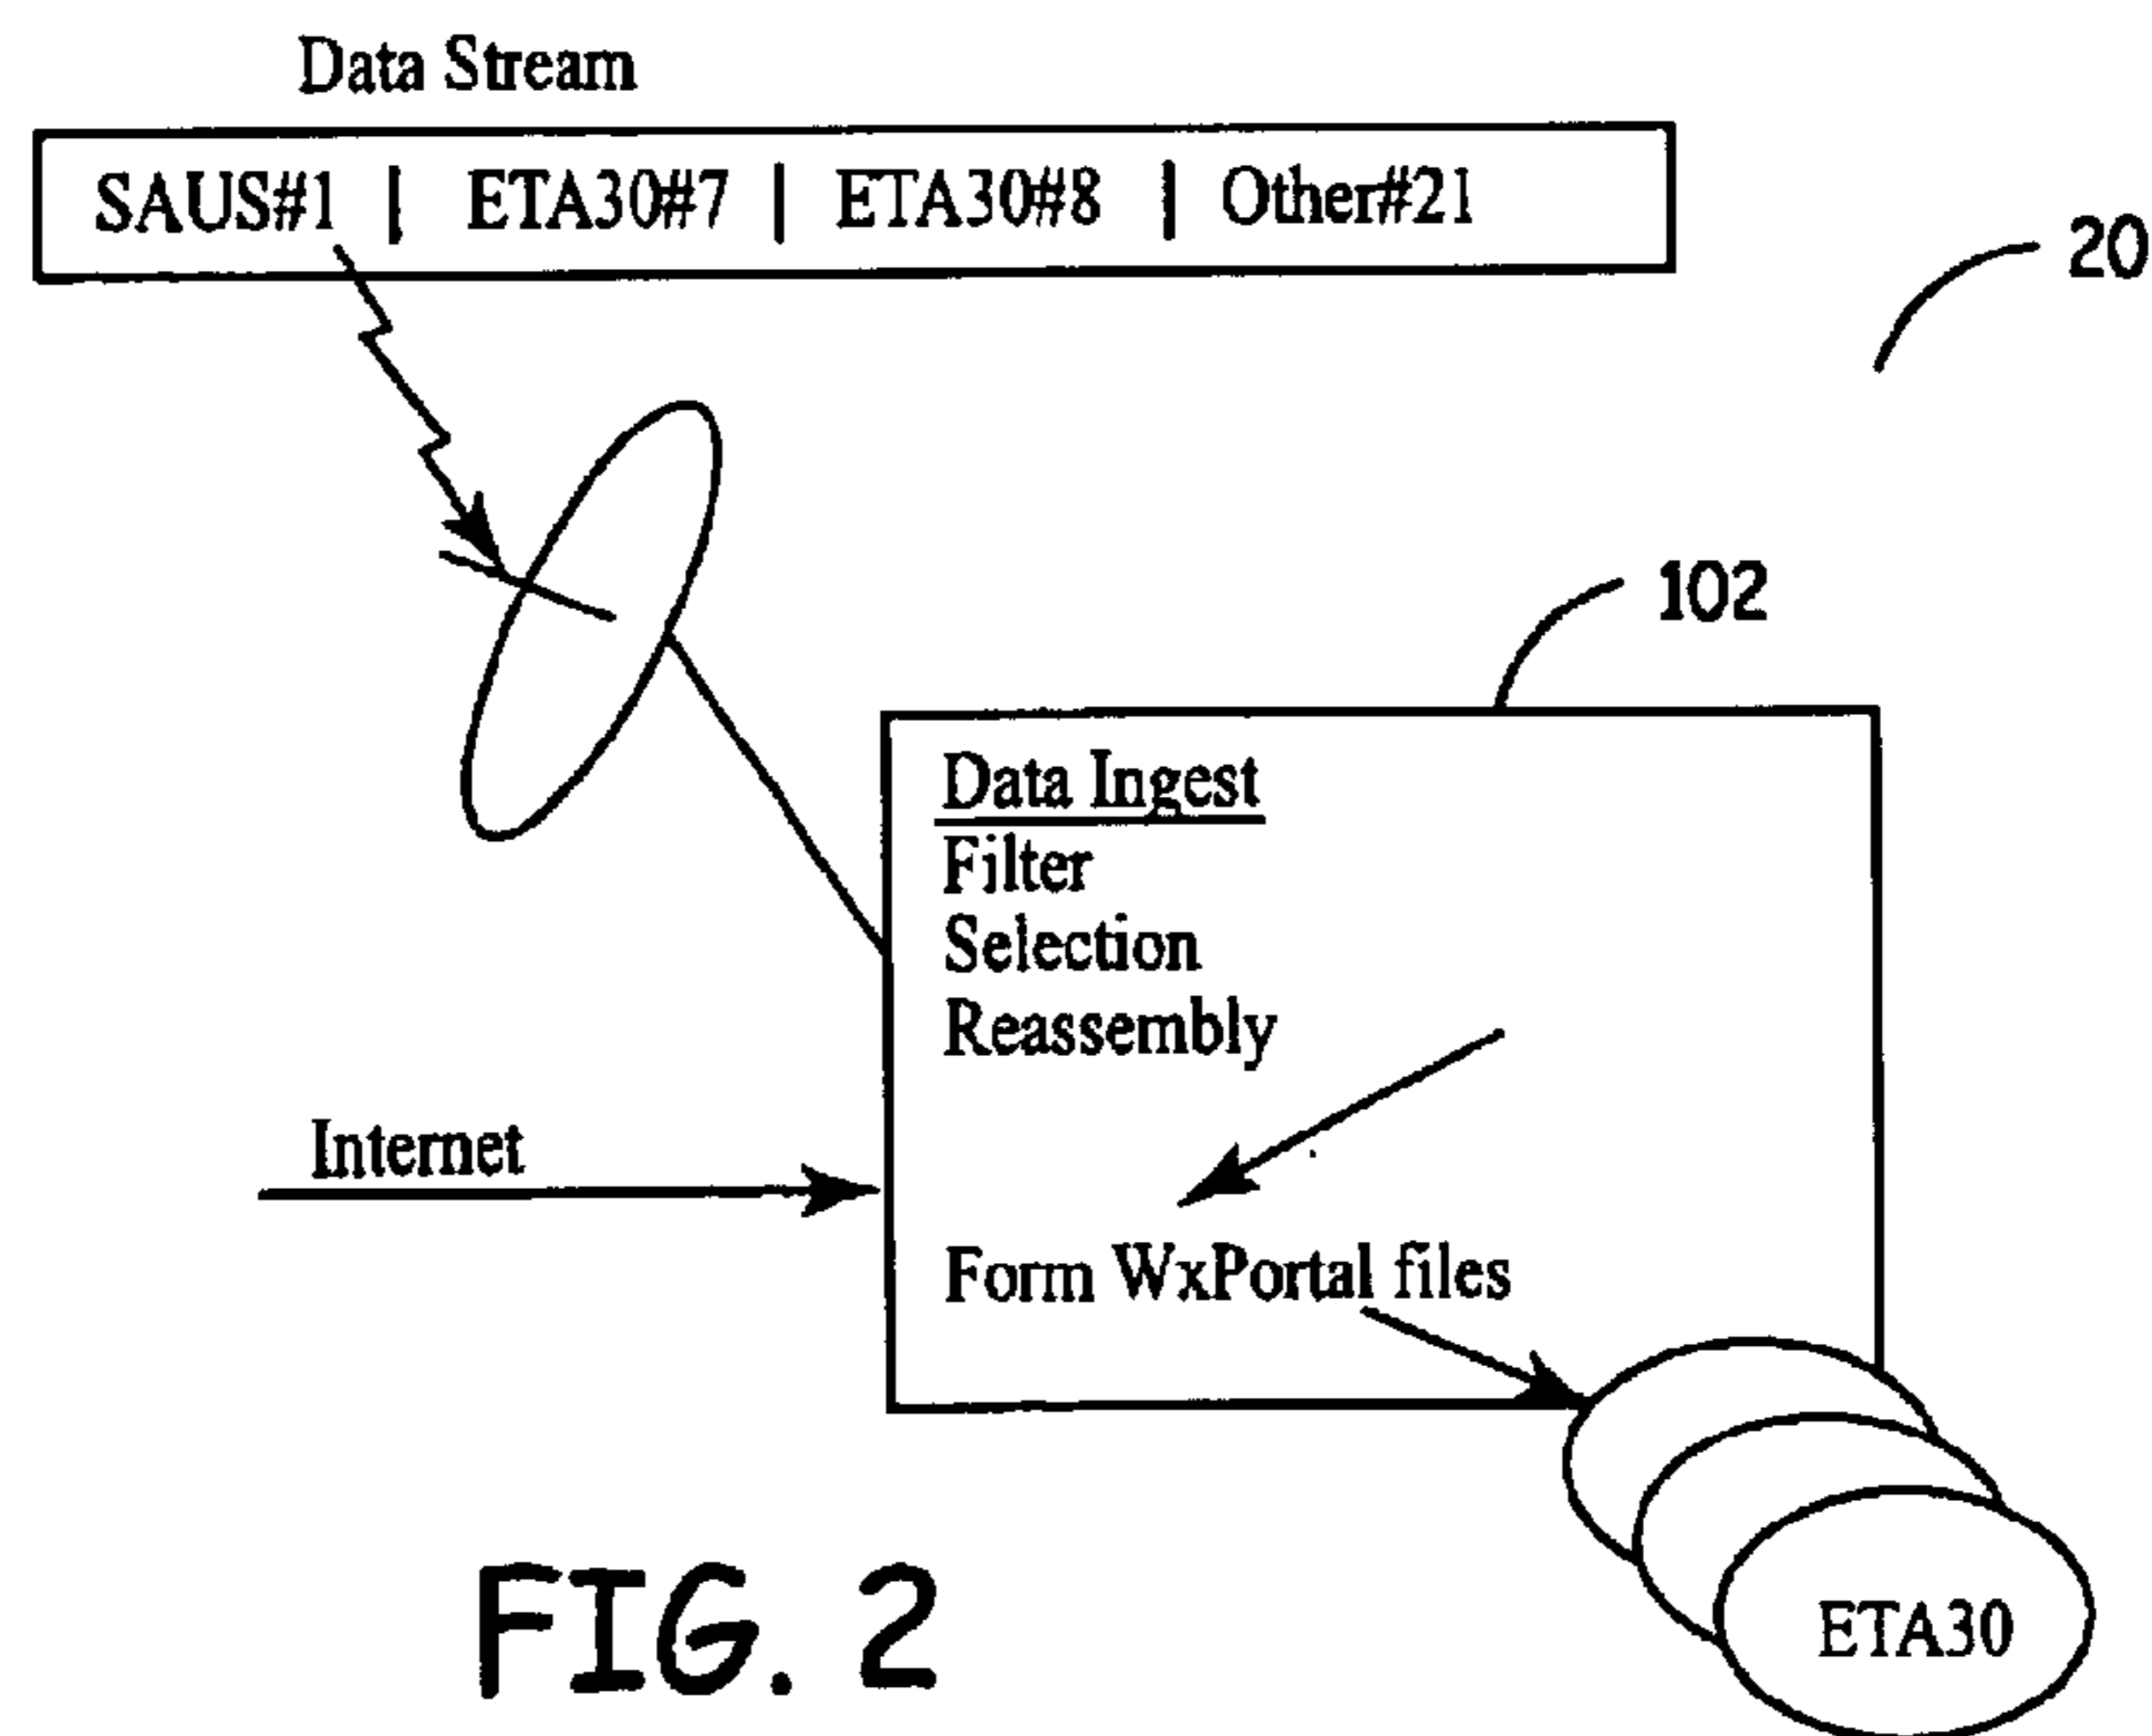 Data Stream
SAUS#1 | ETA30#7 | ETA30#8 | Other#21
20
102
Data Ingest
Filter
Selection
Reassembly
Internet
Form WxPortal files
ETA30
FIG. 2